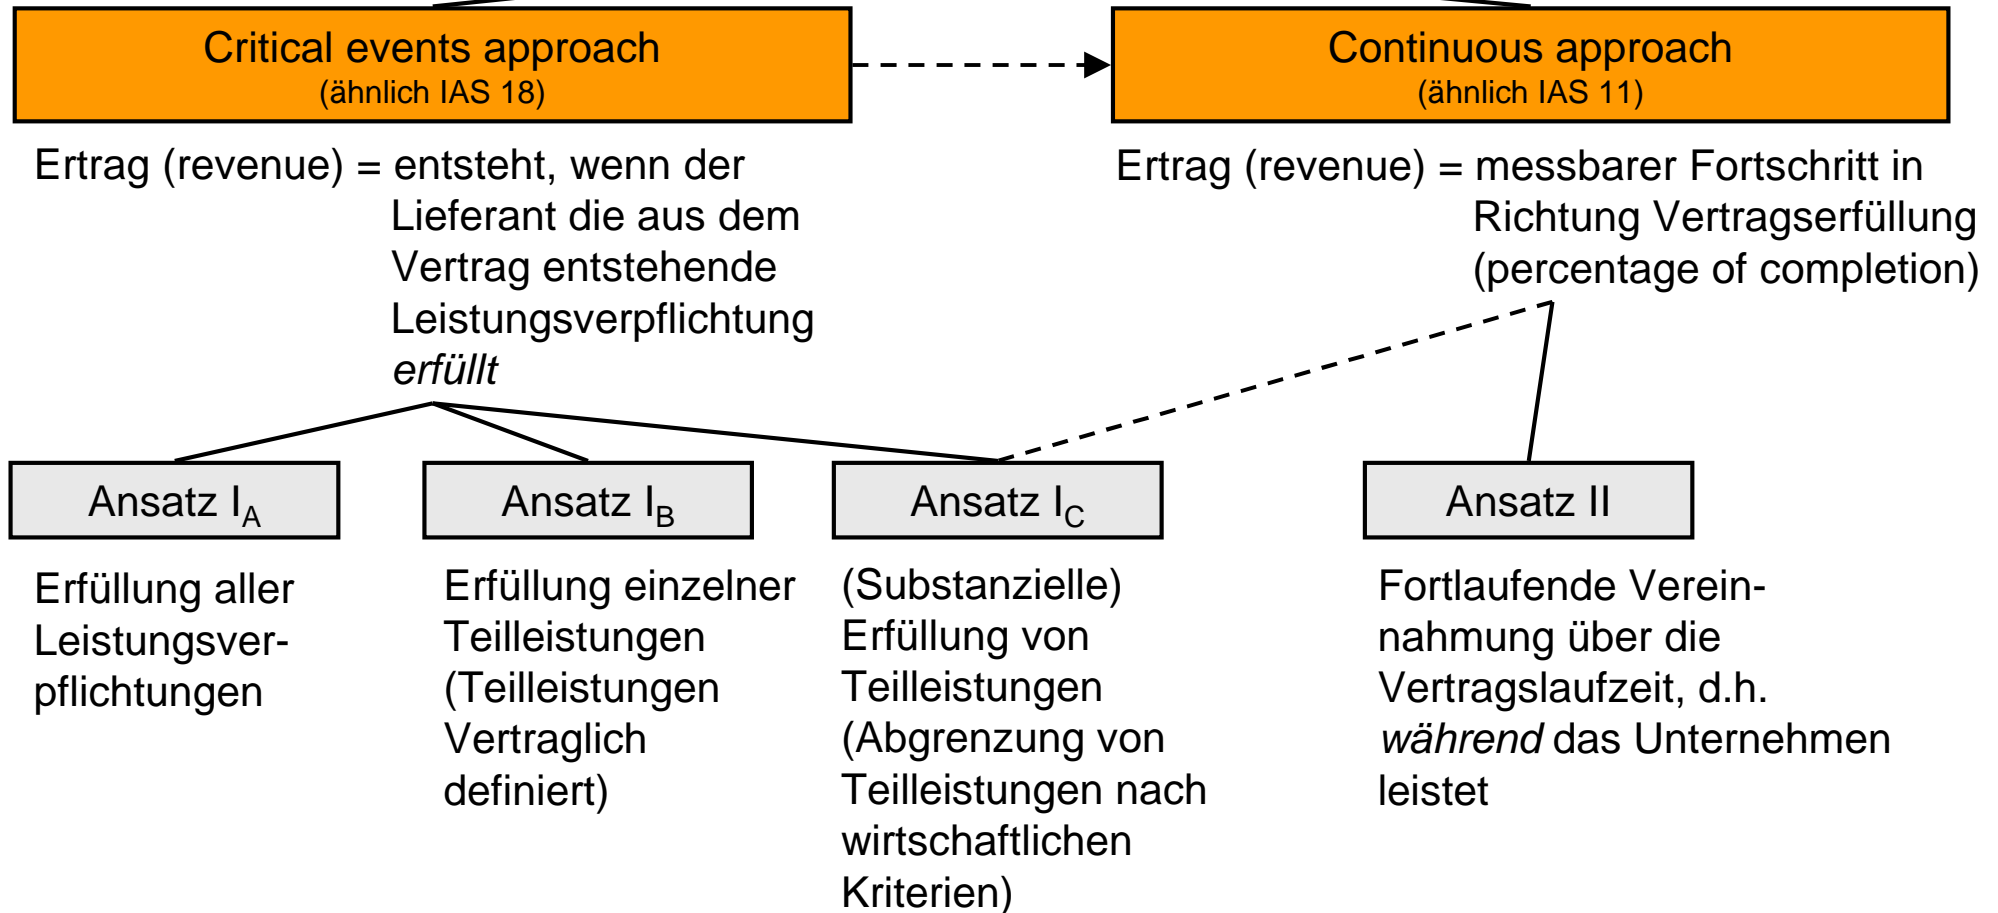 Critical events approach
(ähnlich IAS 18)
Continuous approach
(ähnlich IAS 11)
Ertrag (revenue) = entsteht, wenn der
Lieferant die aus dem
Vertrag entstehende
Leistungsverpflichtung
erfüllt
Ertrag (revenue) = messbarer Fortschritt in
Richtung Vertragserfüllung
(percentage of completion)
Ansatz I_A
Erfüllung aller
Leistungsver-
pflichtungen
Ansatz I_B
Erfüllung einzelner
Teilleistungen
(Teilleistungen
Vertraglich
definiert)
Ansatz I_C
(Substanzielle)
Erfüllung von
Teilleistungen
(Abgrenzung von
Teilleistungen nach
wirtschaftlichen
Kriterien)
Ansatz II
Fortlaufende Verein-
nahmung über die
Vertragslaufzeit, d.h.
während das Unternehmen
leistet